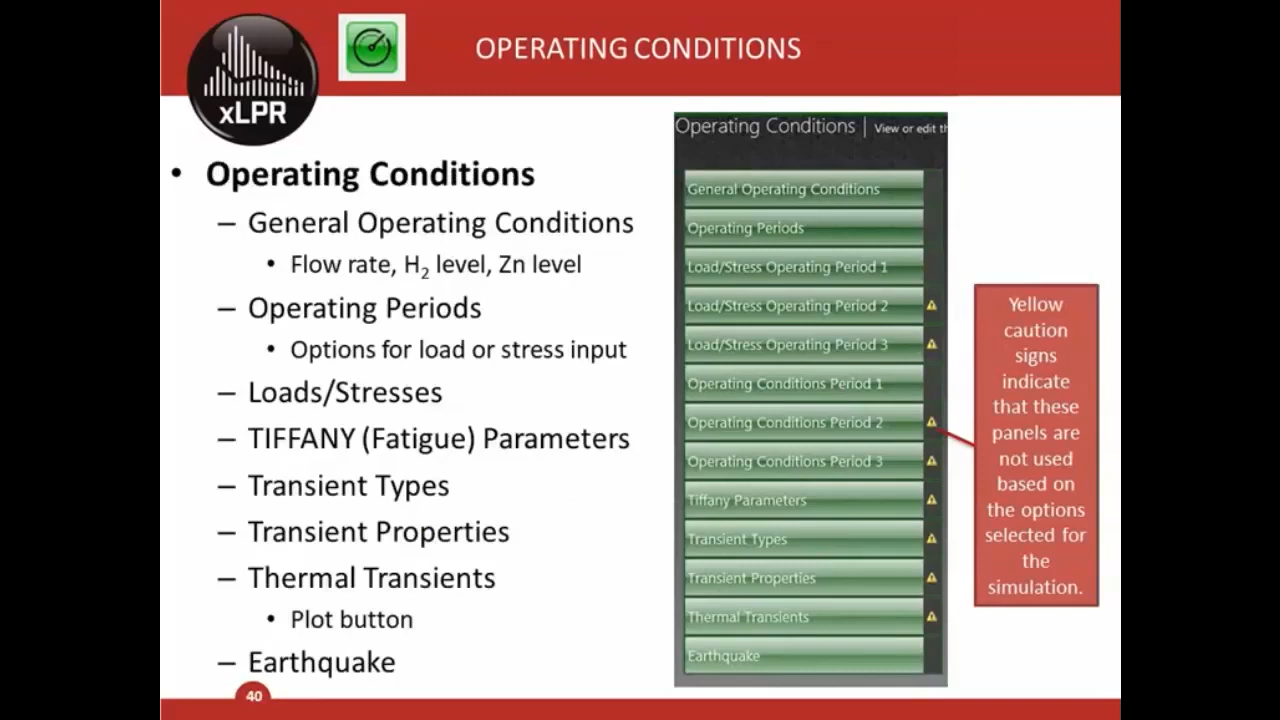 OPERATING CONDITIONS
xLPR
• Operating Conditions
– General Operating Conditions
• Flow rate, H₂ level, Zn level
– Operating Periods
• Options for load or stress input
– Loads/Stresses
– TIFFANY (Fatigue) Parameters
– Transient Types
– Transient Properties
– Thermal Transients
• Plot button
– Earthquake
40
Operating Conditions | View or edit th
General Operating Conditions
Operating Periods
Load/Stress Operating Period 1
Load/Stress Operating Period 2
Load/Stress Operating Period 3
Operating Conditions Period 1
Operating Conditions Period 2
Operating Conditions Period 3
Tiffany Parameters
Transient Types
Transient Properties
Thermal Transients
Earthquake
Yellow
caution
signs
indicate
that these
panels are
not used
based on
the options
selected for
the
simulation.